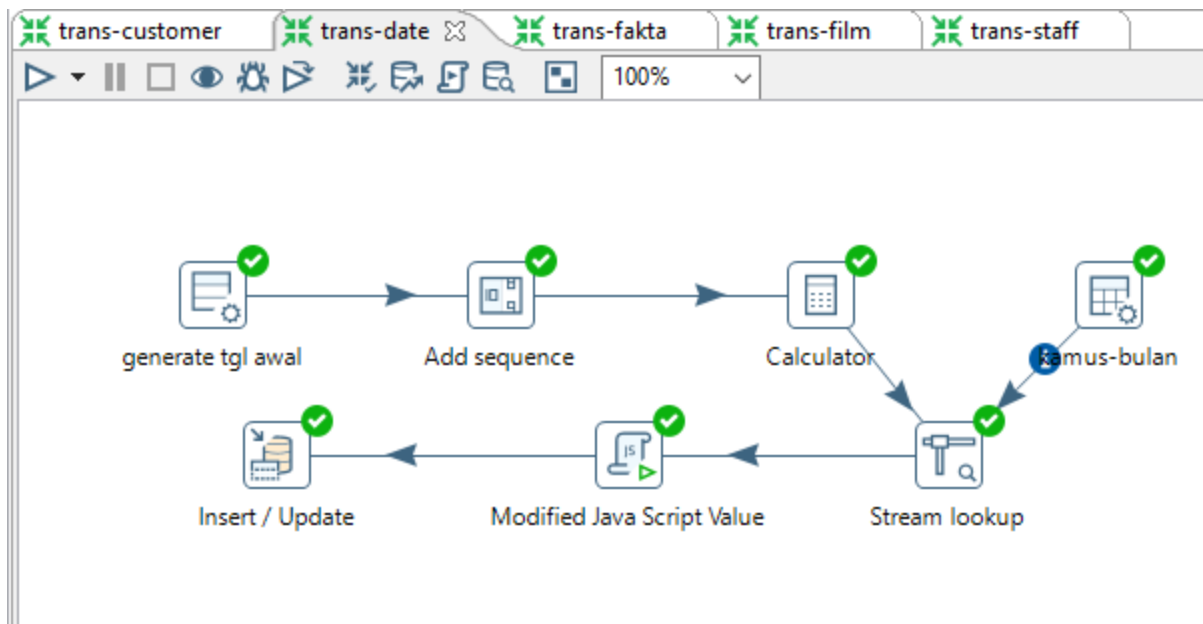 trans-customer
trans-date
trans-fakta
trans-film
trans-staff
100%
generate tgl awal
Add sequence
Calculator
kamus-bulan
Insert / Update
Modified Java Script Value
Stream lookup